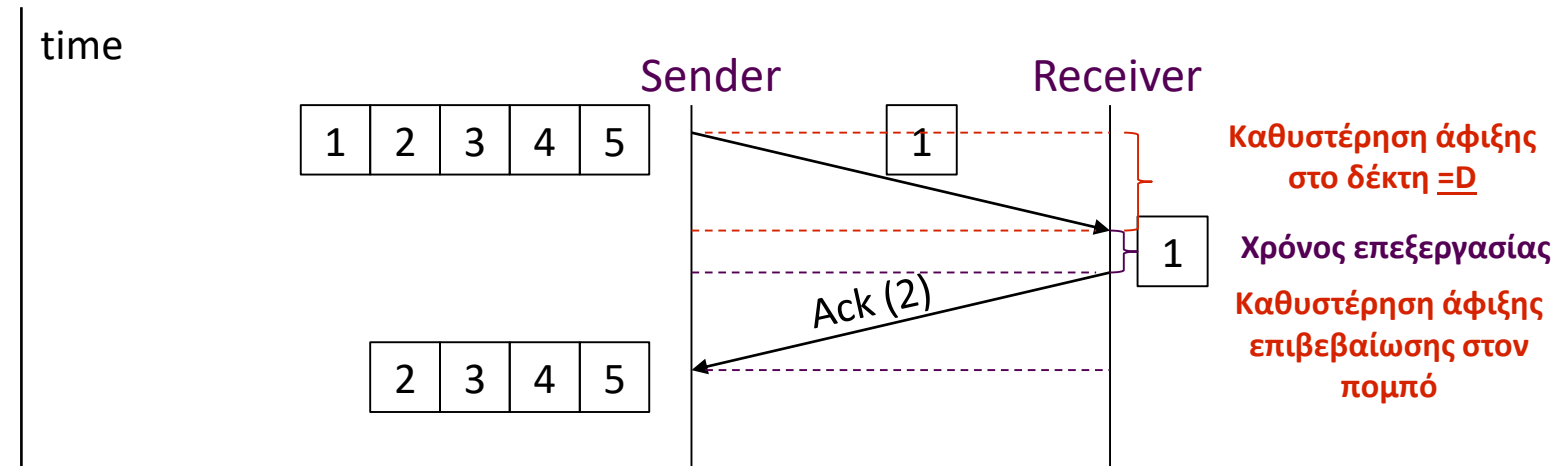 time
Sender
Receiver
1 2 3 4 5
1
Καθυστέρηση άφιξης
στο δέκτη =D
1
Χρόνος επεξεργασίας
Ack (2)
Καθυστέρηση άφιξης
επιβεβαίωσης στον
πομπό
2 3 4 5